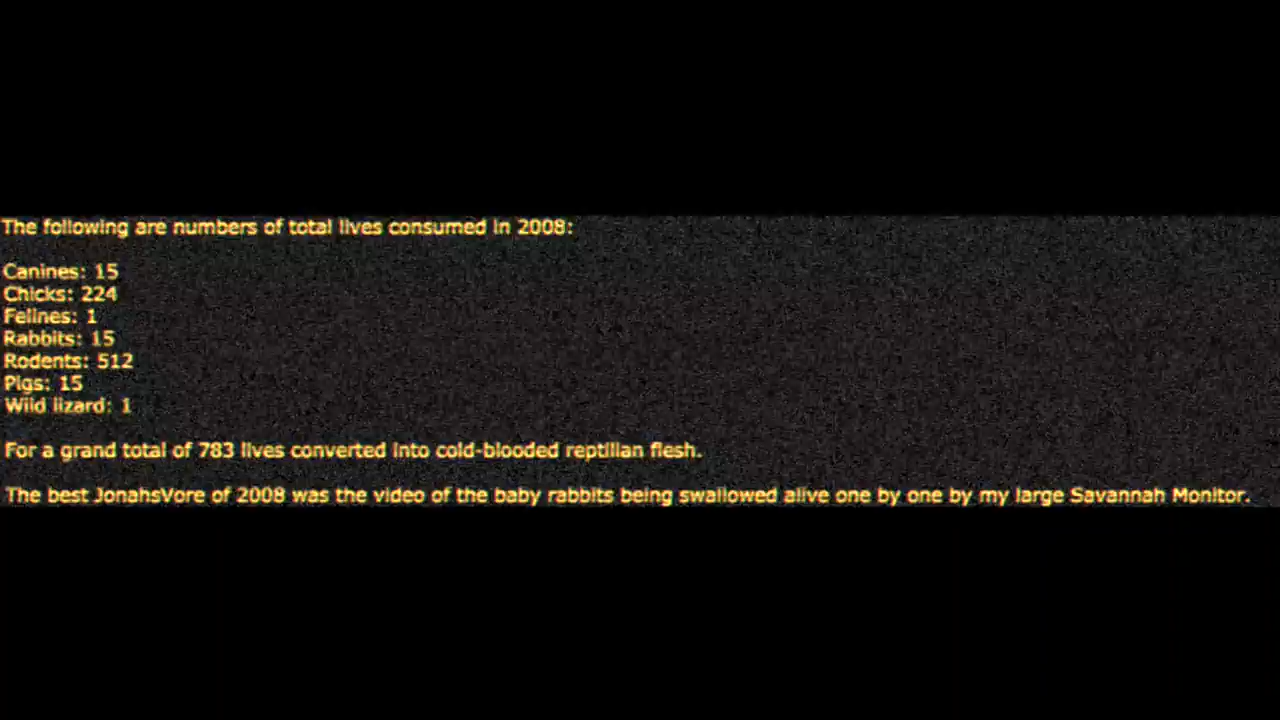 The following are numbers of total lives consumed in 2008:
Canines: 15
Chicks: 224
Felines: 1
Rabbits: 15
Rodents: 512
Pigs: 15
Wild lizard: 1
For a grand total of 783 lives converted into cold-blooded reptilian flesh.
The best JonahsVore of 2008 was the video of the baby rabbits being swallowed alive one by one by my large Savannah Monitor.